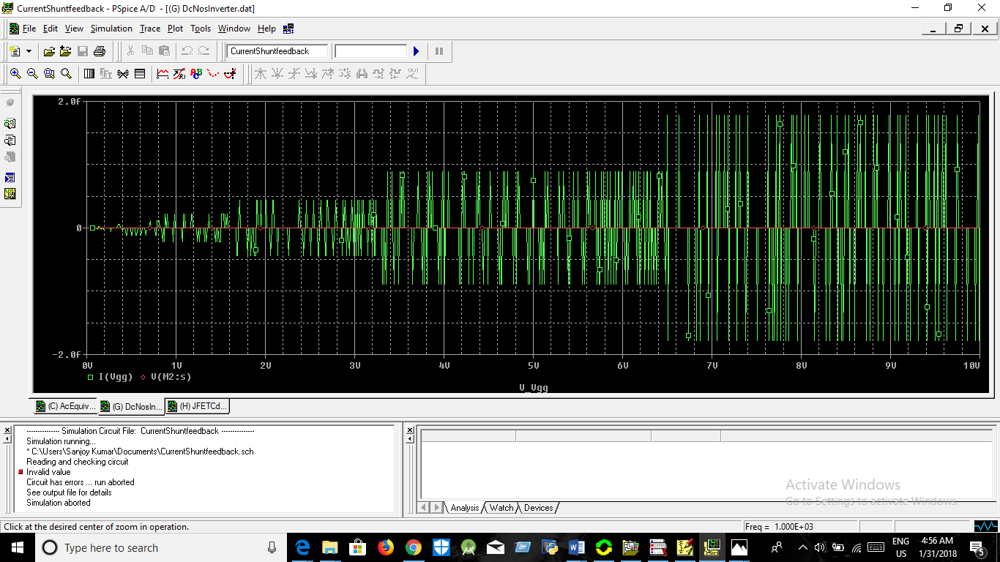 CurrentShuntfeedback - PSpice A/D - [(G) DcNosInverter.dat]
File Edit View Simulation Trace Plot Tools Window Help
CurrentShuntfeedback
2.0f
0
-2.0f
0V 1V 2V 3V 4V 5V 6V 7V 8V 9V 10V
I(Vgg) V(M2:s)
V_Vgg
(C) AcEquiv... (G) DcNosIn... (H) JFETCd...
--------------- Simulation Circuit File: CurrentShuntfeedback ---------------
Simulation running...
* C:\Users\Sanjoy Kumar\Documents\CurrentShuntfeedback.sch
Reading and checking circuit
Invalid value
Circuit has errors ... run aborted
See output file for details
Simulation aborted
Activate Windows
Go to Settings to activate Windows.
Analysis Watch Devices
Click at the desired center of zoom in operation.
Freq = 1.000E+03
Type here to search
ENG
US
4:56 AM
1/31/2018
5